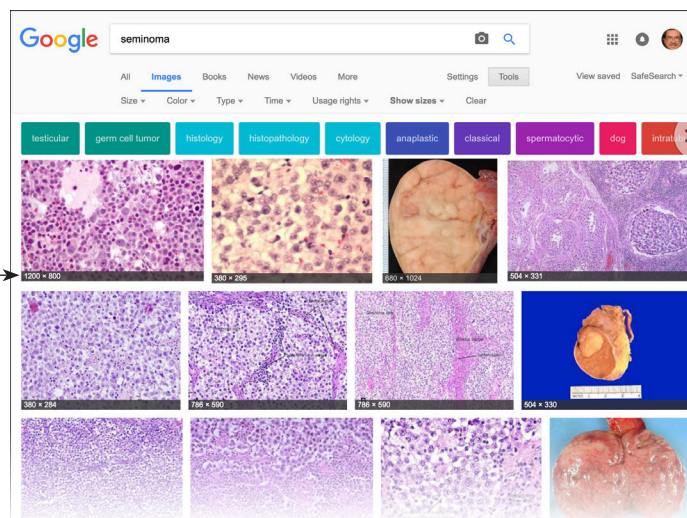 Google
seminoma
All Images Books News Videos More Settings Tools View saved SafeSearch
Size Color Type Time Usage rights Show sizes Clear
testicular germ cell tumor histology histopathology cytology anaplastic classical spermatocytic dog
1200 × 800 380 × 295 680 × 1024 504 × 331
380 × 284 786 × 590 786 × 590 504 × 330